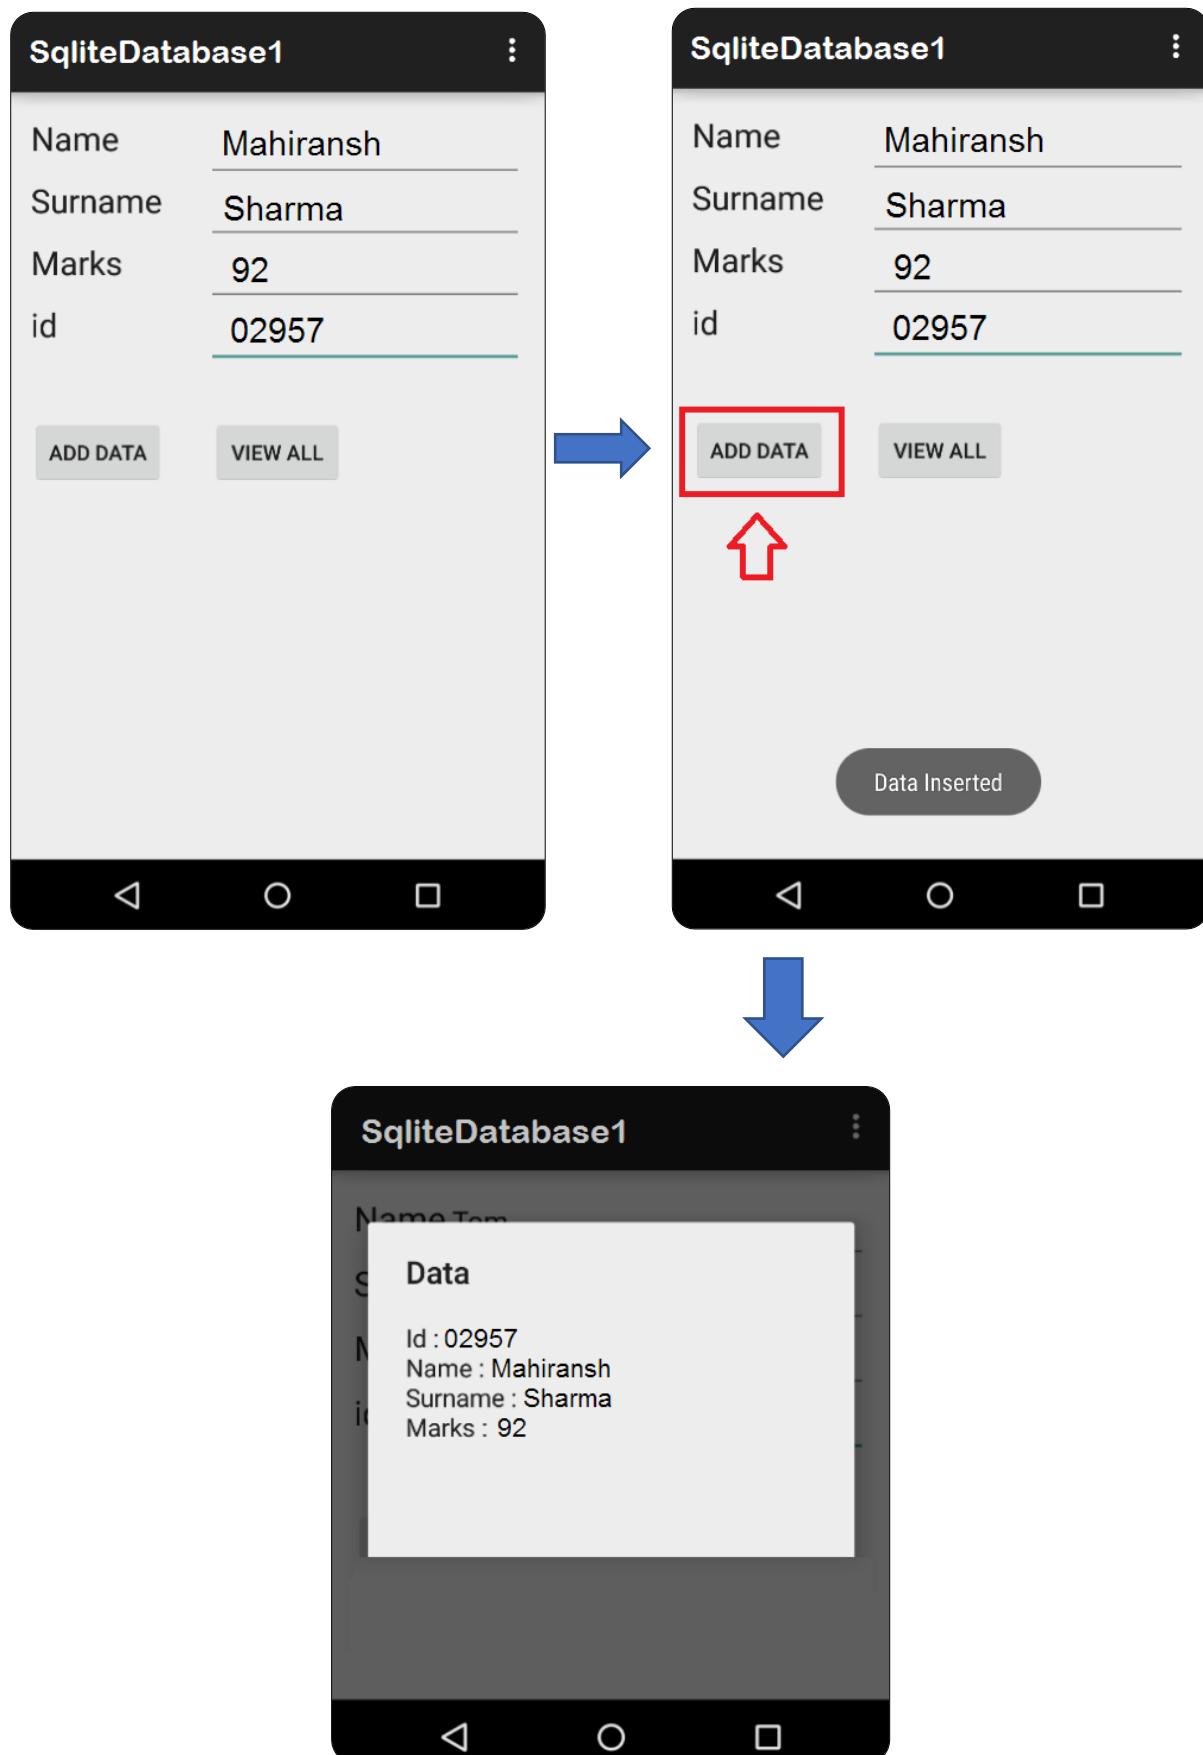 SqliteDatabase1
Name Mahiransh
Surname Sharma
Marks 92
id 02957
ADD DATA VIEW ALL
SqliteDatabase1
Name Mahiransh
Surname Sharma
Marks 92
id 02957
ADD DATA VIEW ALL
Data Inserted
SqliteDatabase1
Name Tom
Data
Id : 02957
Name : Mahiransh
Surname : Sharma
Marks : 92